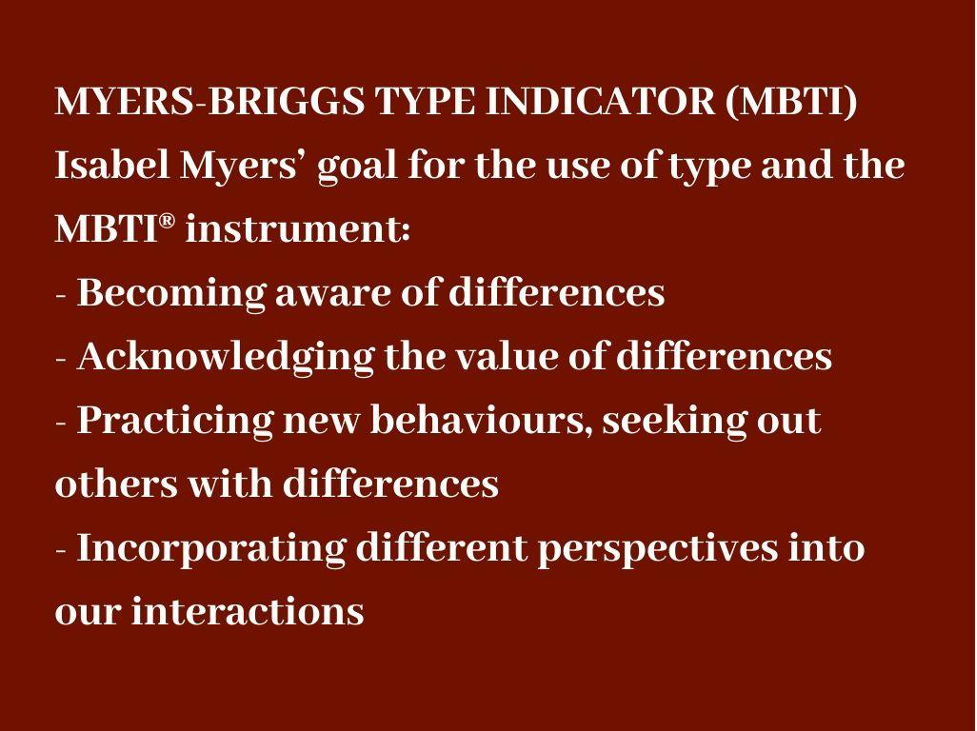 MYERS-BRIGGS TYPE INDICATOR (MBTI)
Isabel Myers’ goal for the use of type and the
MBTI® instrument:
- Becoming aware of differences
- Acknowledging the value of differences
- Practicing new behaviours, seeking out
others with differences
- Incorporating different perspectives into
our interactions